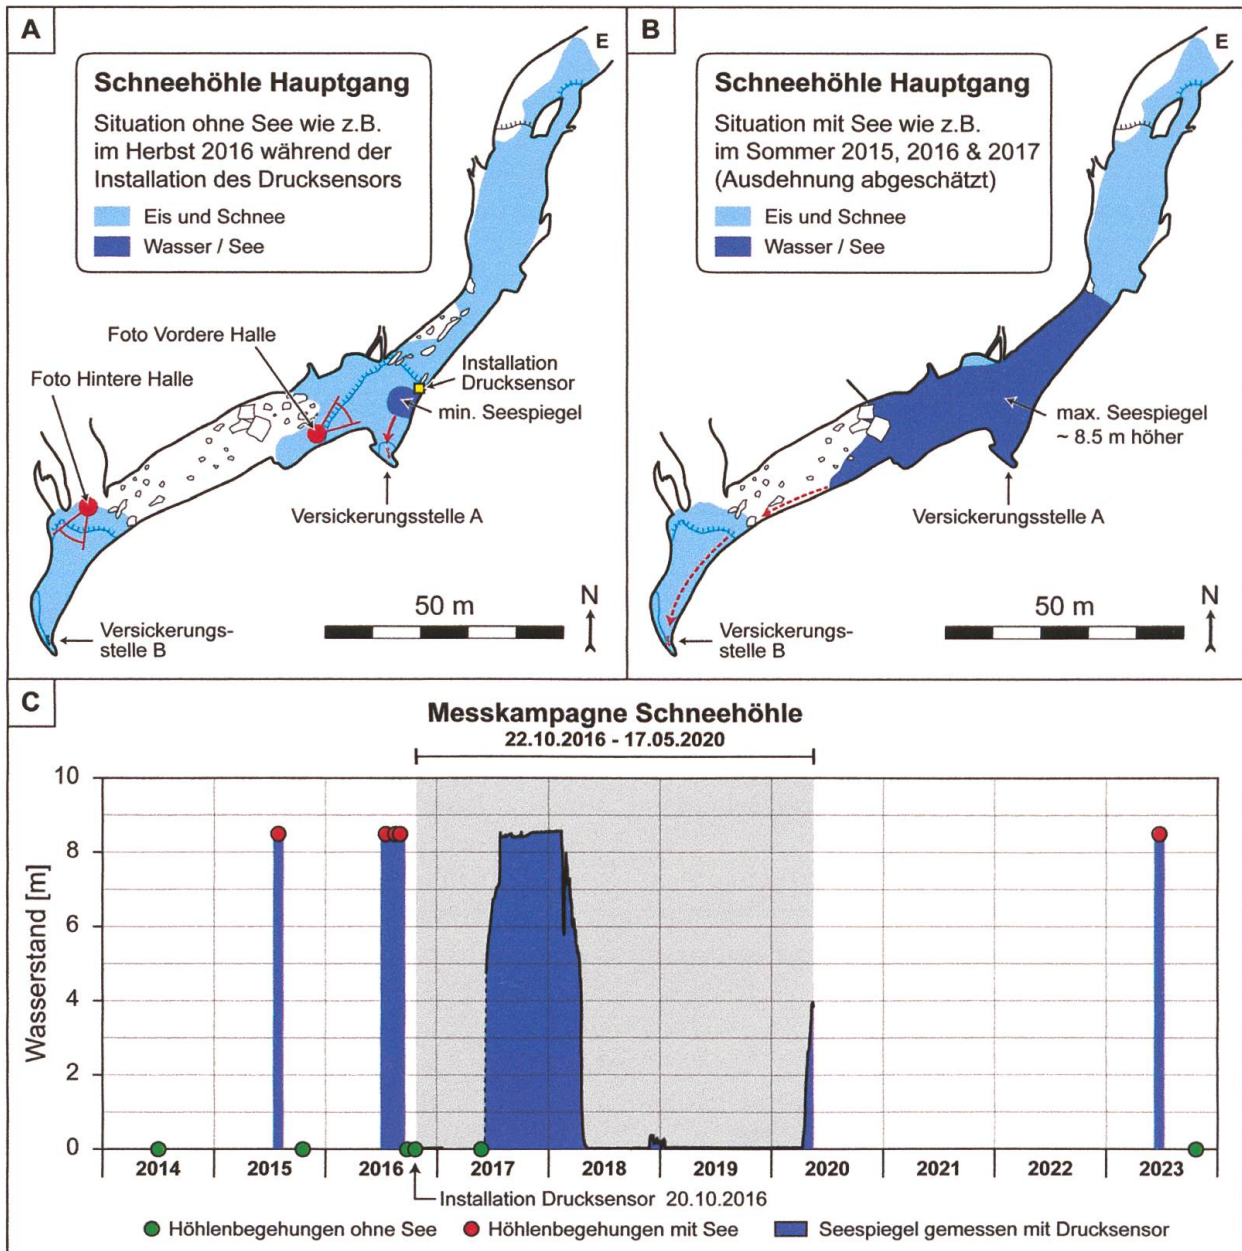 A
E
Schneehöhle Hauptgang
Situation ohne See wie z.B.
im Herbst 2016 während der
Installation des Drucksensors
Eis und Schnee
Wasser / See
Foto Vordere Halle
Foto Hintere Halle
Installation
Drucksensor
min. Seespiegel
Versickerungsstelle A
50 m
N
Versickerungs-
stelle B
B
E
Schneehöhle Hauptgang
Situation mit See wie z.B.
im Sommer 2015, 2016 & 2017
(Ausdehnung abgeschätzt)
Eis und Schnee
Wasser / See
max. Seespiegel
~ 8.5 m höher
Versickerungsstelle A
50 m
N
Versickerungs-
stelle B
C
Messkampagne Schneehöhle
22.10.2016 - 17.05.2020
Wasserstand [m]
10
8
6
4
2
0
2014 2015 2016 2017 2018 2019 2020 2021 2022 2023
Installation Drucksensor 20.10.2016
Höhlenbegehungen ohne See Höhlenbegehungen mit See Seespiegel gemessen mit Drucksensor